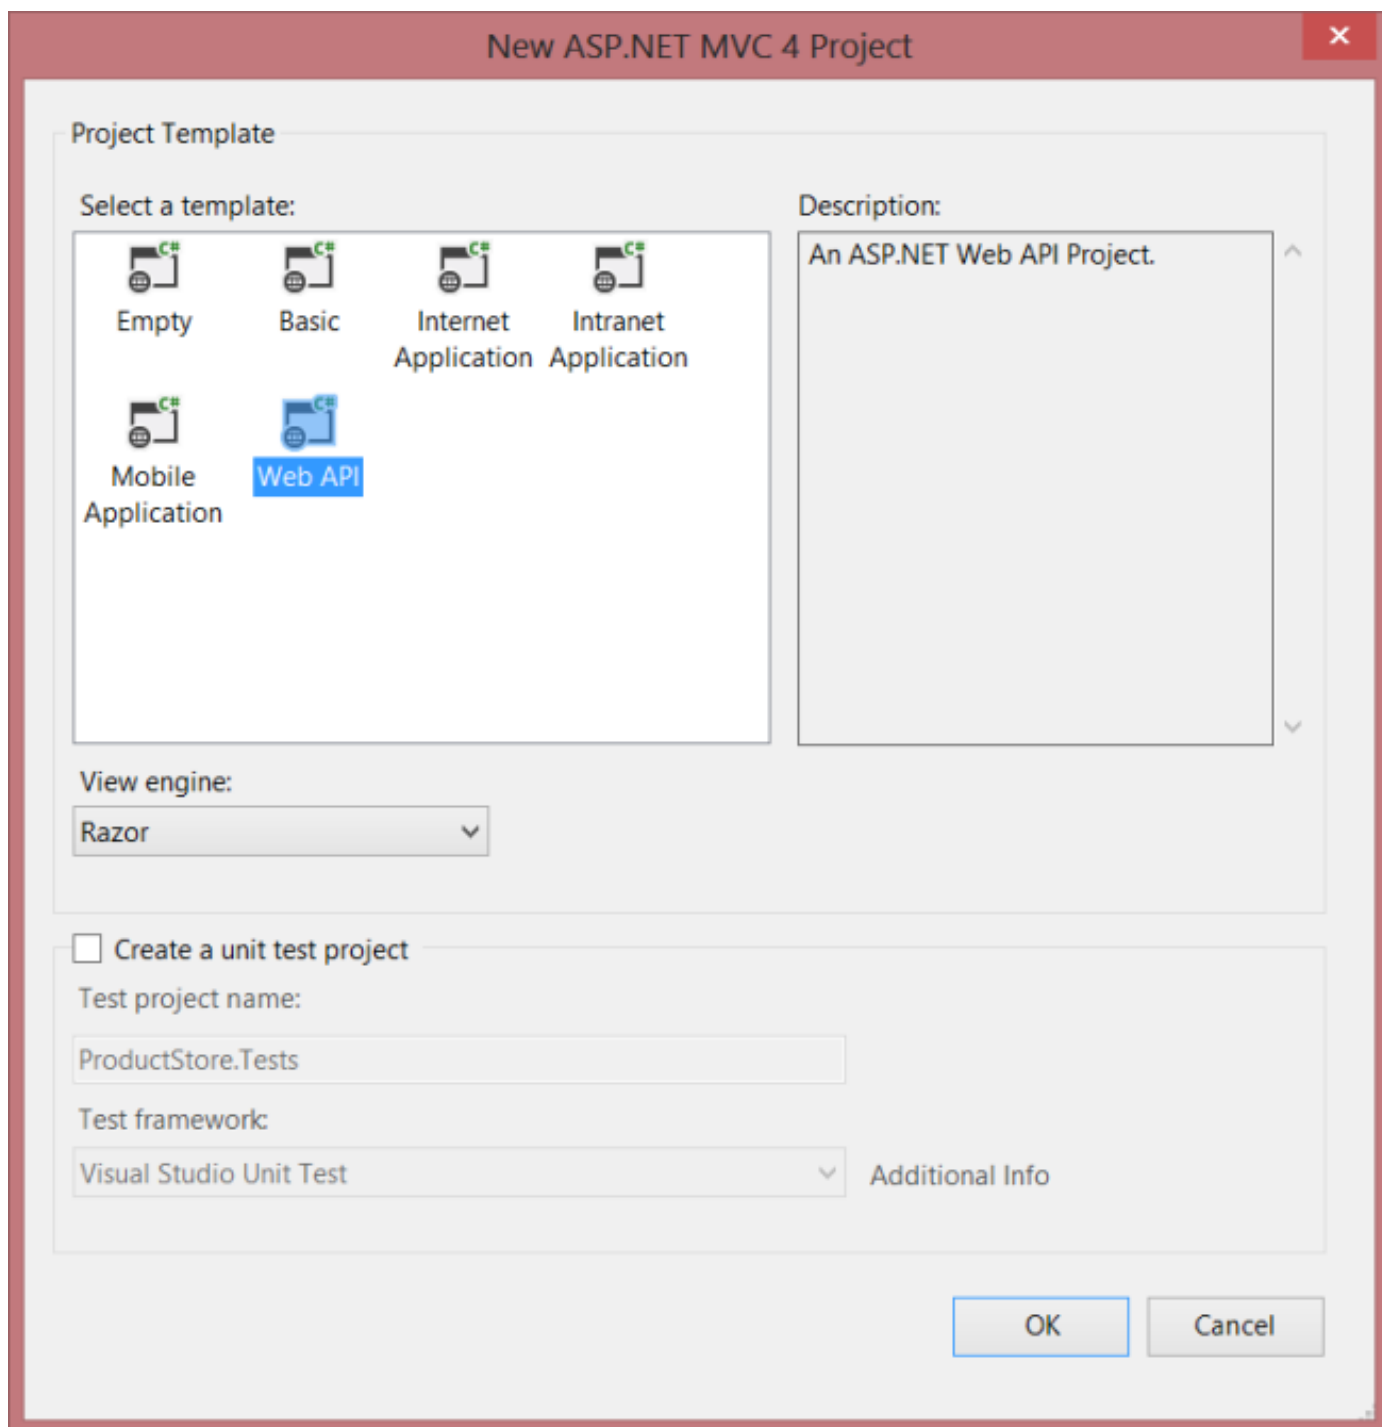 New ASP.NET MVC 4 Project
Project Template
Select a template:
Description:
C# C# C# C#
Empty Basic Internet Application Intranet Application
An ASP.NET Web API Project.
C# C#
Mobile Application Web API
View engine:
Razor
Create a unit test project
Test project name:
ProductStore.Tests
Test framework:
Visual Studio Unit Test
Additional Info
OK
Cancel